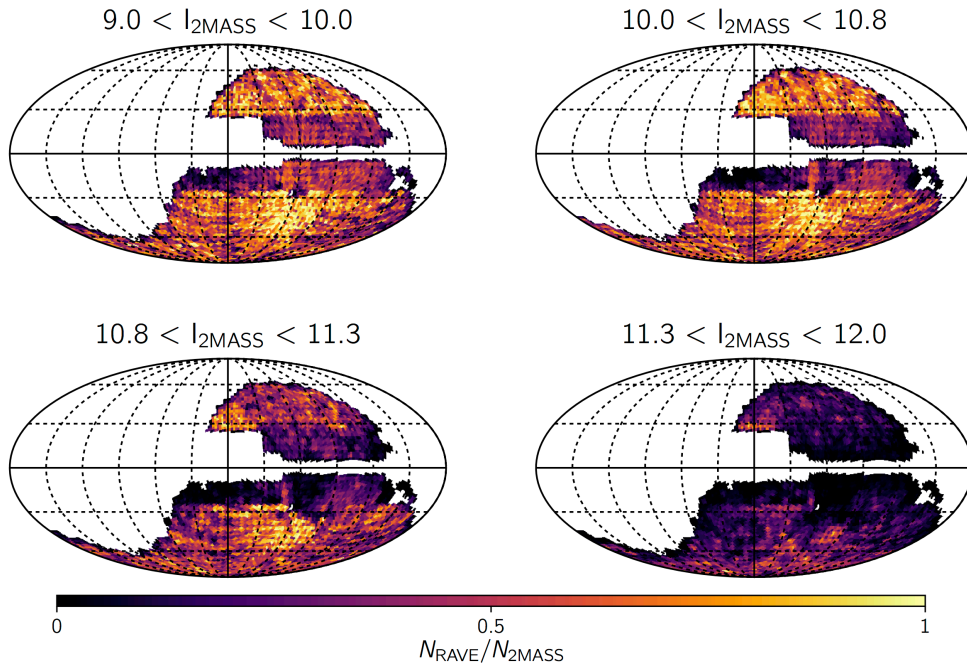 9.0 < I2MASS < 10.0
10.0 < I2MASS < 10.8
10.8 < I2MASS < 11.3
11.3 < I2MASS < 12.0
0
0.5
1
NRAVE/N2MASS